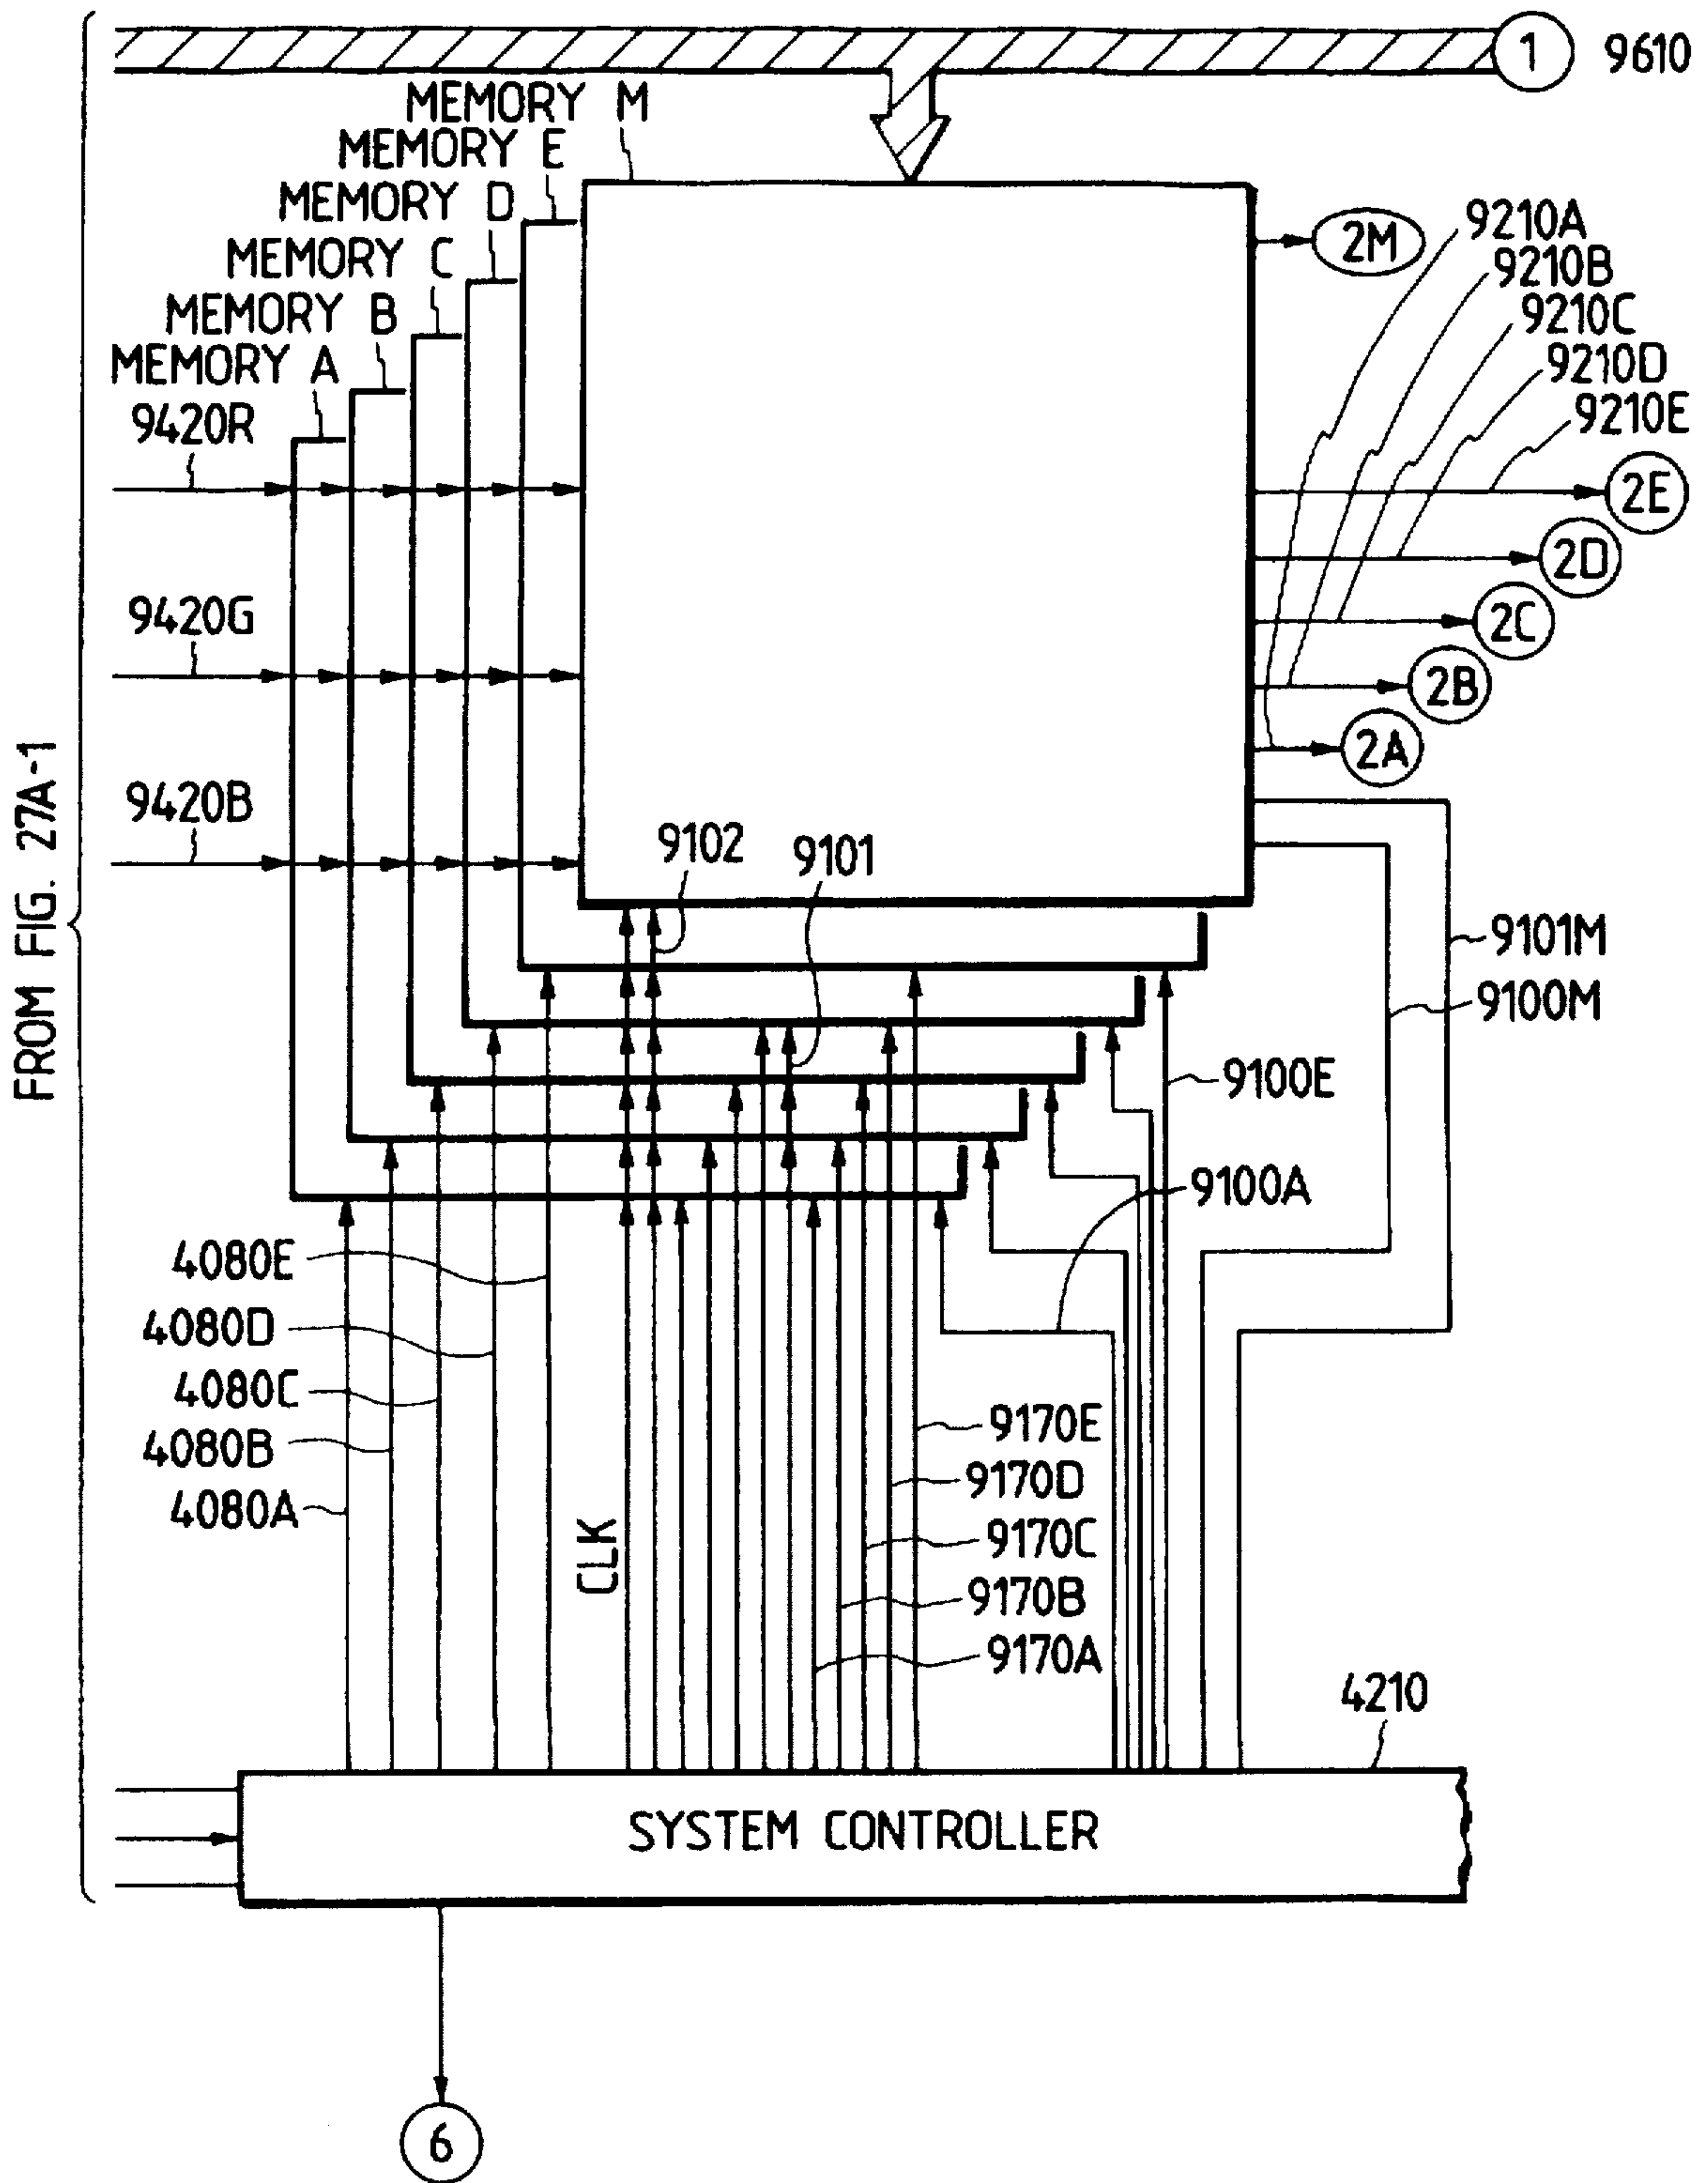 1 9610
MEMORY M
MEMORY E
MEMORY D
MEMORY C
MEMORY B
MEMORY A
9420R
9420G
9420B
FROM FIG. 27A-1
2M
9210A
9210B
9210C
9210D
9210E
2E
2D
2C
2B
2A
9102
9101
9101M
9100M
9100E
9100A
4080E
4080D
4080C
4080B
4080A
CLK
9170E
9170D
9170C
9170B
9170A
4210
SYSTEM CONTROLLER
6